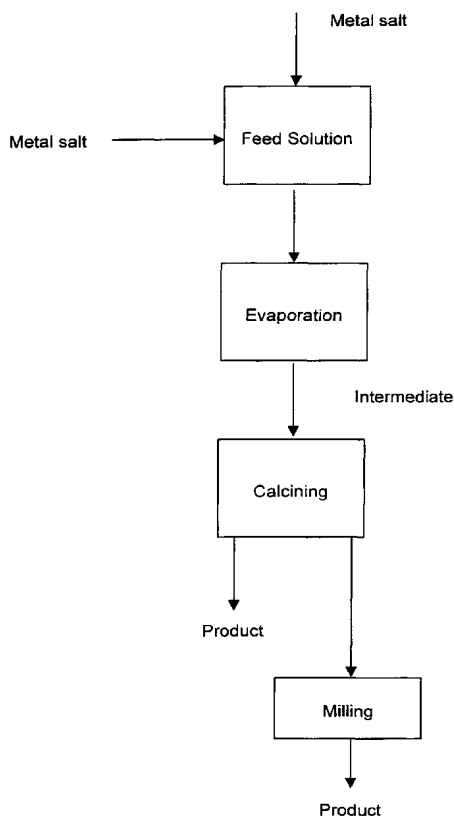 Metal salt
Metal salt
Feed Solution
Evaporation
Intermediate
Calcining
Product
Milling
Product